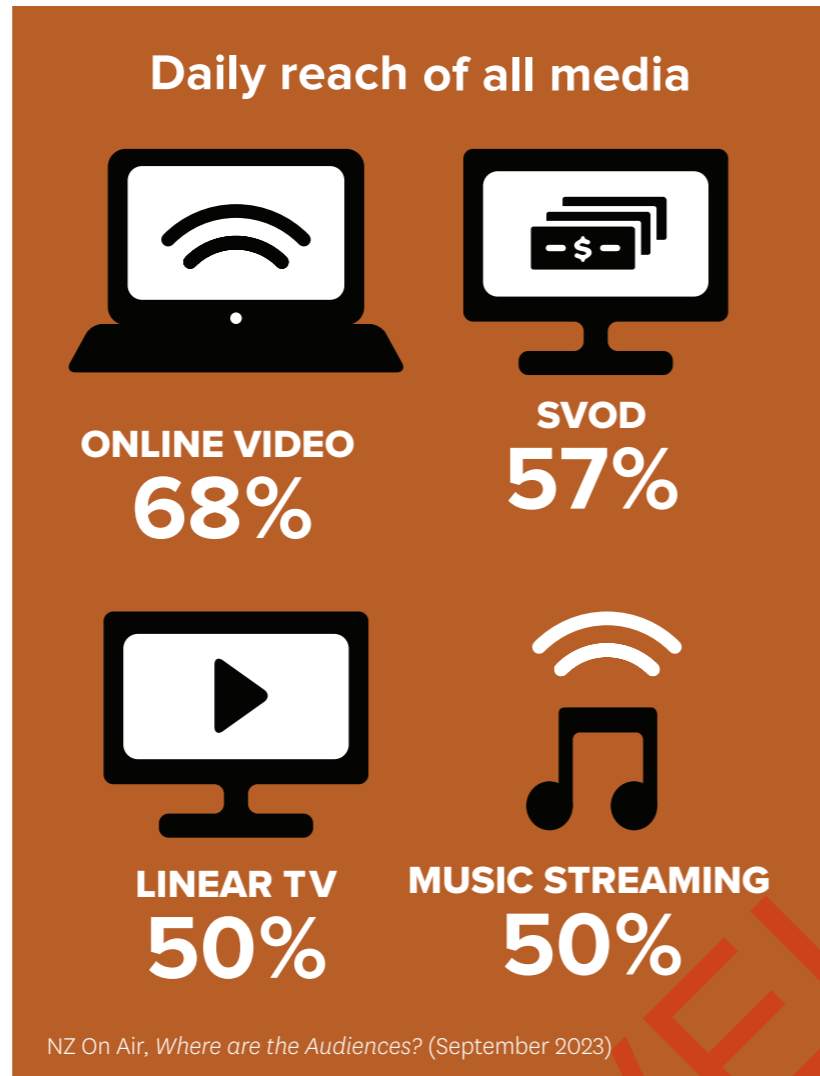 Daily reach of all media
$
ONLINE VIDEO
68%
SVOD
57%
LINEAR TV
50%
MUSIC STREAMING
50%
NZ On Air, Where are the Audiences? (September 2023)